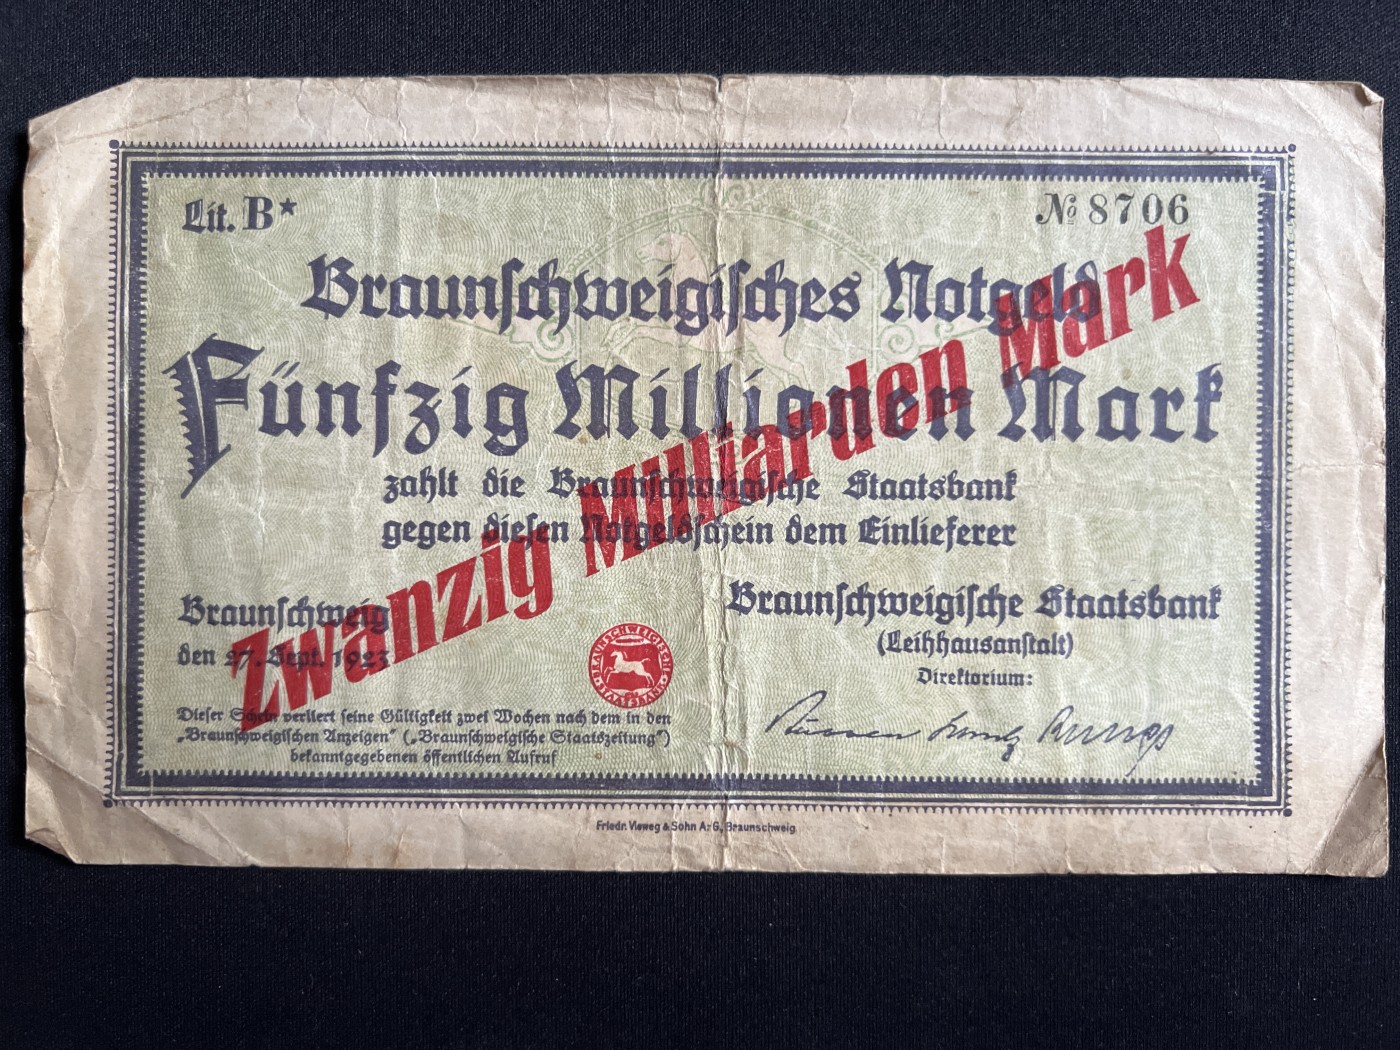 Lit. B* № 8706
Braunschweigisches Notgeld
Fünfzig Millionen Mark
Zwanzig Milliarden Mark
zahlt die Braunschweigische Staatsbank
gegen diesen Notgeldschein dem Einlieferer
Braunschweig
den 27. Sept. 1923
Braunschweigische Staatsbank
(Leihhausanstalt)
Direktorium:
BRAUNSCHWEIGISCHE STAATSBANK
Dieser Schein verliert seine Gültigkeit zwei Wochen nach dem in den
„Braunschweigischen Anzeigen” („Braunschweigische Staatszeitung”)
bekanntgegebenen öffentlichen Aufruf
Friedr. Vieweg & Sohn A.-G., Braunschweig